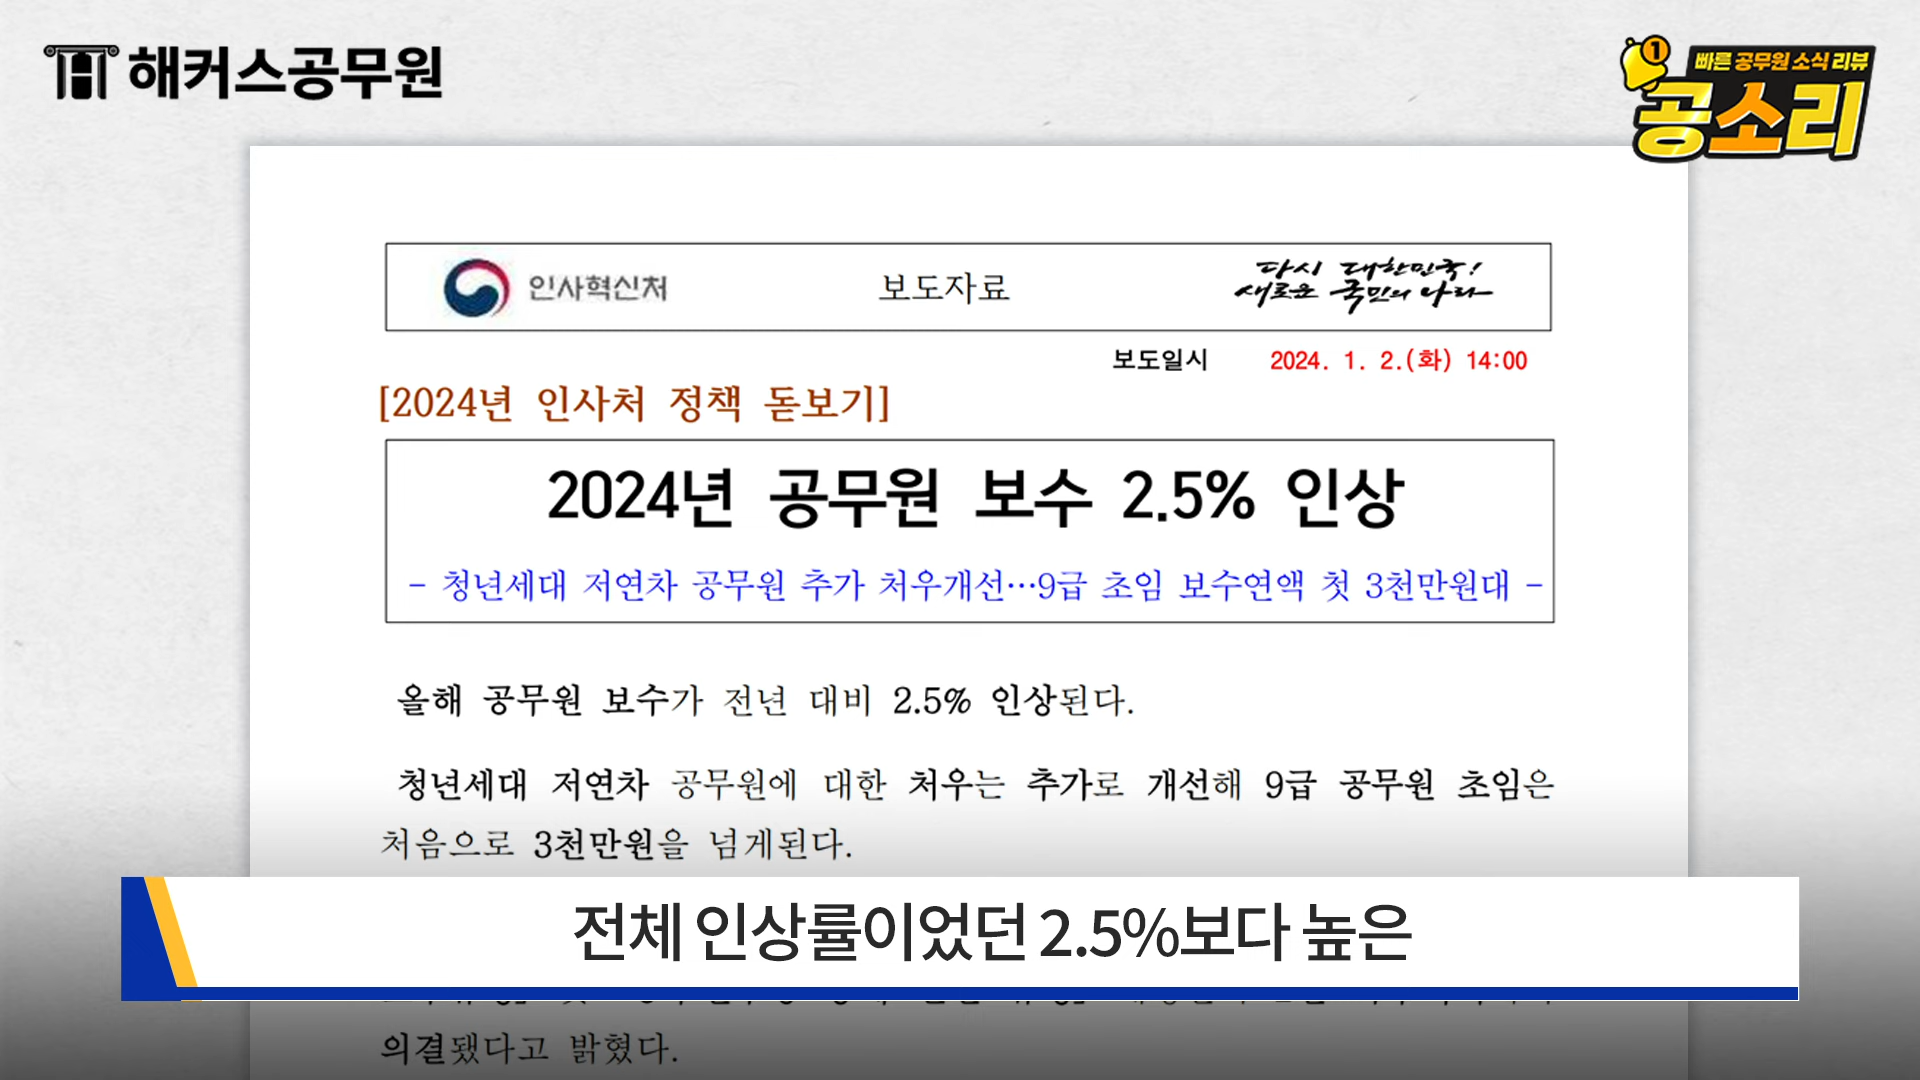 해커스공무원
1
빠른 공무원 소식 리뷰
공소리
인사혁신처
보도자료
다시 대한민국!
새로운 국민의 나라
보도일시 2024. 1. 2.(화) 14:00
[2024년 인사처 정책 돋보기]
2024년 공무원 보수 2.5% 인상
- 청년세대 저연차 공무원 추가 처우개선…9급 초임 보수연액 첫 3천만원대 -
올해 공무원 보수가 전년 대비 2.5% 인상된다.
청년세대 저연차 공무원에 대한 처우는 추가로 개선해 9급 공무원 초임은
처음으로 3천만원을 넘게된다.
전체 인상률이었던 2.5%보다 높은
의결됐다고 밝혔다.